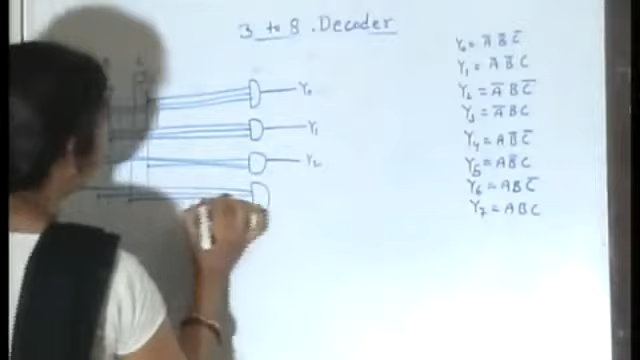 3 to 8 . Decoder
Y₀ = A̅ B̅ C̅
Y₁ = A̅ B̅ C
Y₂ = A̅ B C̅
Y₃ = A̅ B C
Y₄ = A B̅ C̅
Y₅ = A B̅ C
Y₆ = A B C̅
Y₇ = A B C
Y₀
Y₁
Y₂